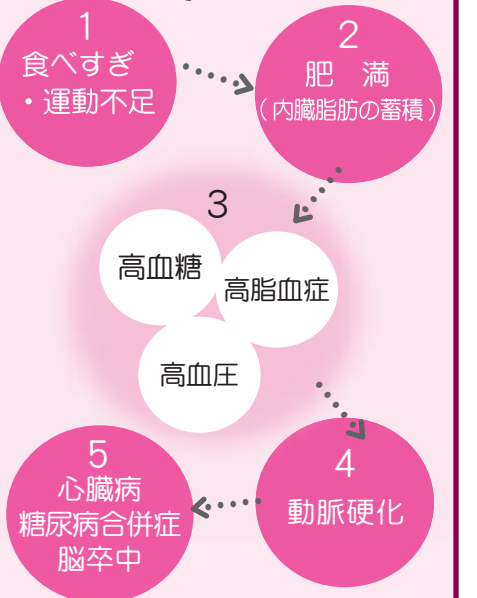 1
食べすぎ
・運動不足
2
肥　満
(内臓脂肪の蓄積)
3
高血糖
高脂血症
高血圧
4
動脈硬化
5
心臓病
糖尿病合併症
脳卒中